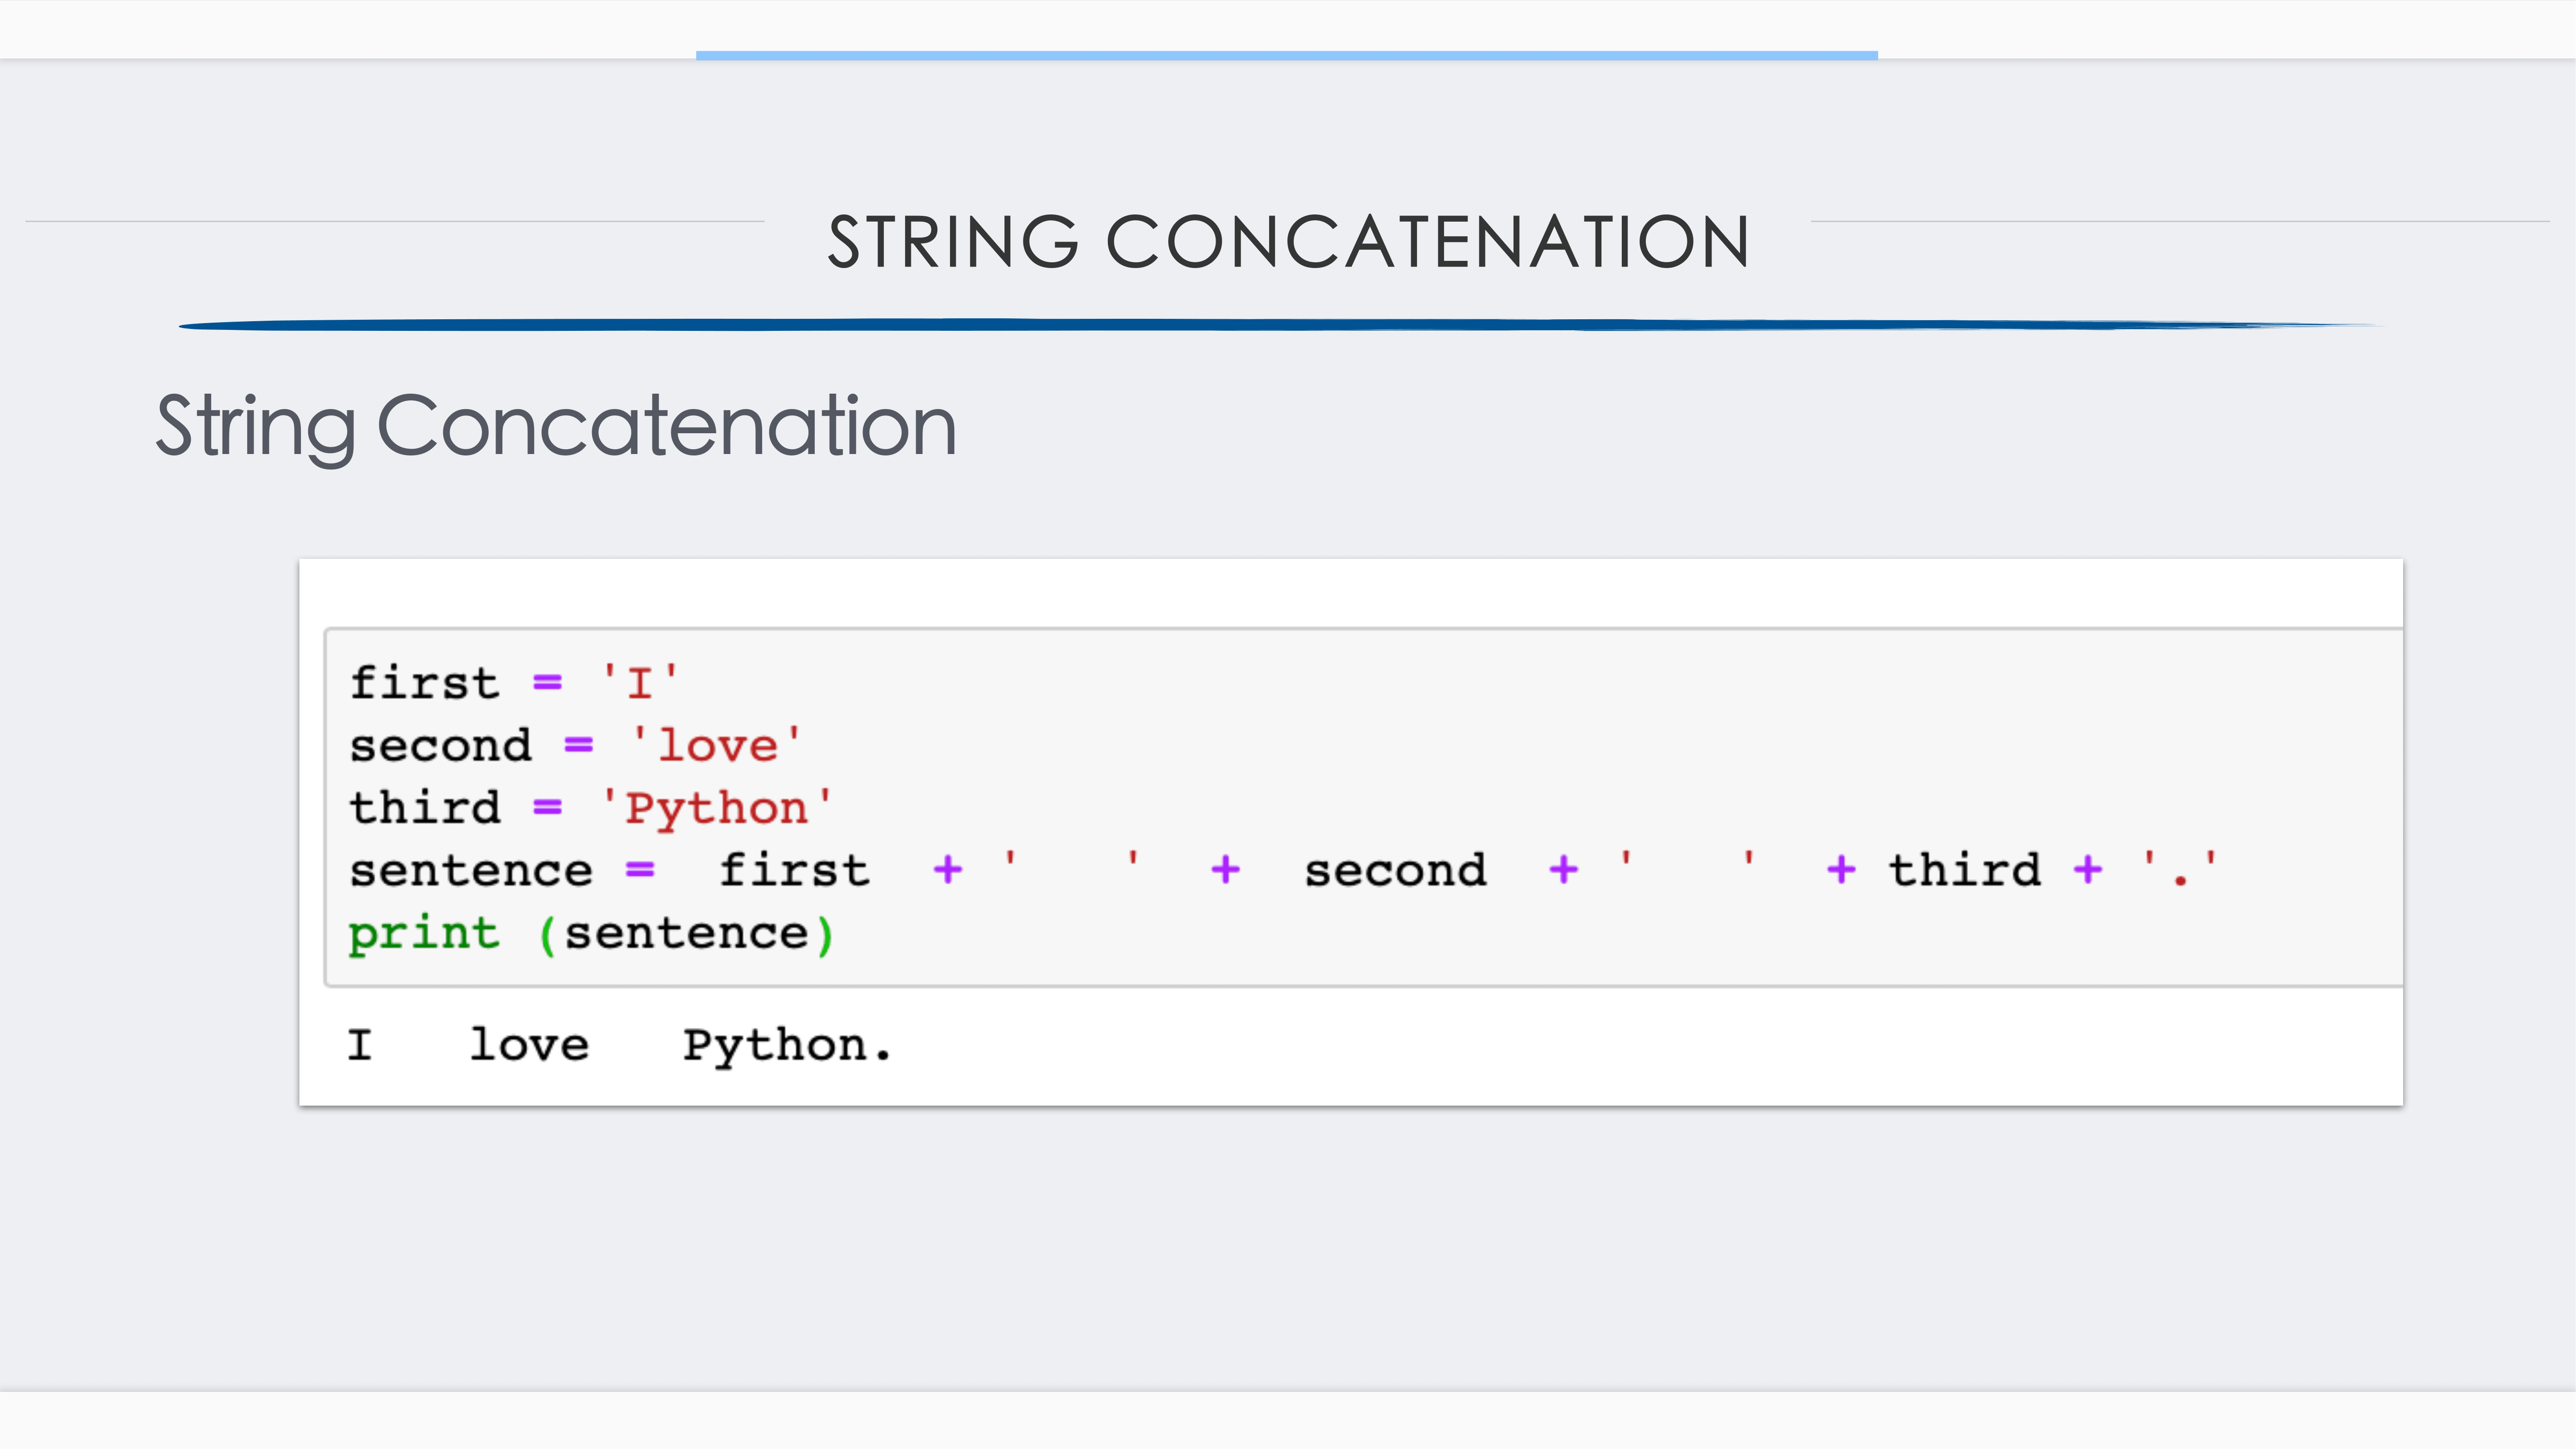 STRING CONCATENATION
String Concatenation
first = 'I'
second = 'love'
third = 'Python'
sentence =  first  + '   '  +  second  + '   '  + third + '.'
print (sentence)
I   love   Python.